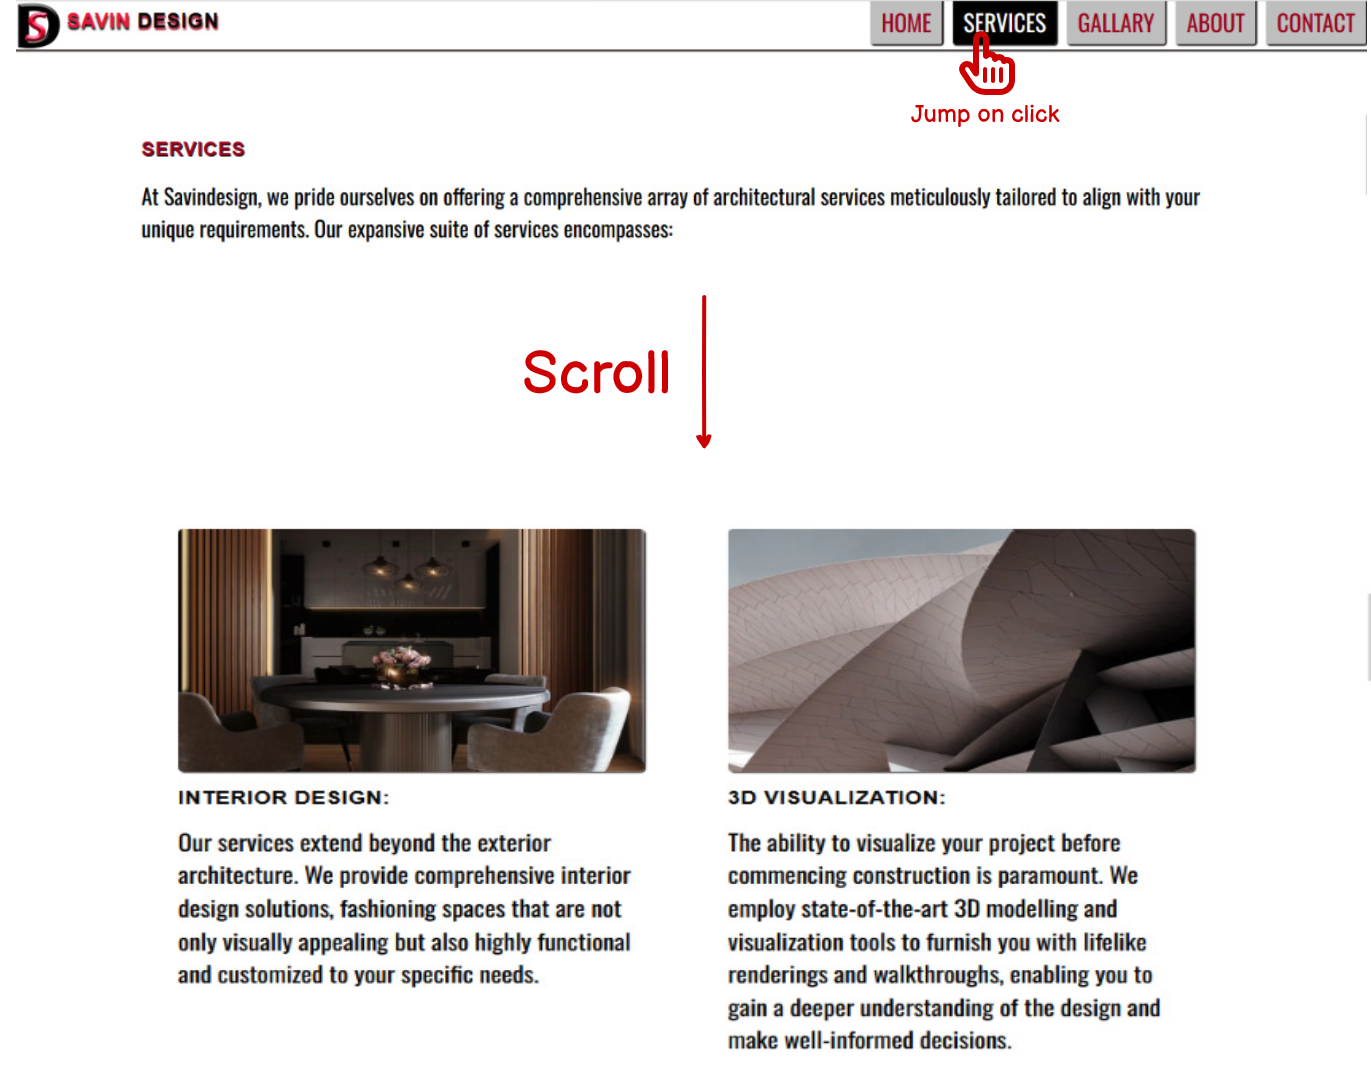 SAVIN DESIGN
HOME
SERVICES
GALLARY
ABOUT
CONTACT
Jump on click
SERVICES
At Savindesign, we pride ourselves on offering a comprehensive array of architectural services meticulously tailored to align with your
unique requirements. Our expansive suite of services encompasses:
Scroll
INTERIOR DESIGN:
Our services extend beyond the exterior
architecture. We provide comprehensive interior
design solutions, fashioning spaces that are not
only visually appealing but also highly functional
and customized to your specific needs.
3D VISUALIZATION:
The ability to visualize your project before
commencing construction is paramount. We
employ state-of-the-art 3D modelling and
visualization tools to furnish you with lifelike
renderings and walkthroughs, enabling you to
gain a deeper understanding of the design and
make well-informed decisions.